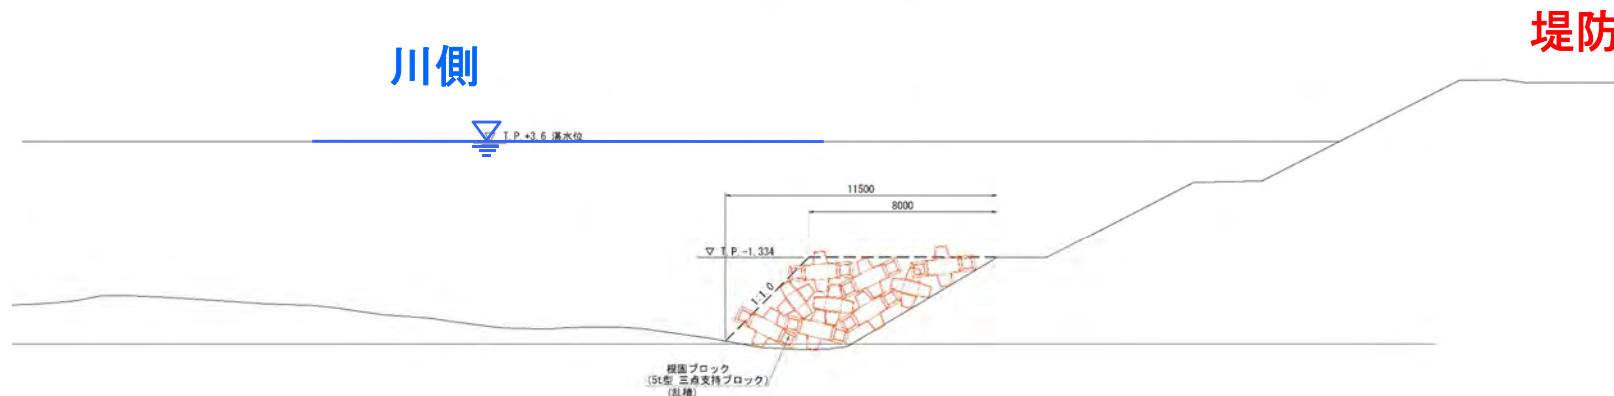 堤防
川側
▽ T.P.+3.6 満水位
11500
8000
▽ T.P.-1.334
1:1.0
根固ブロック
(5t型 三点支持ブロック)
(乱積)